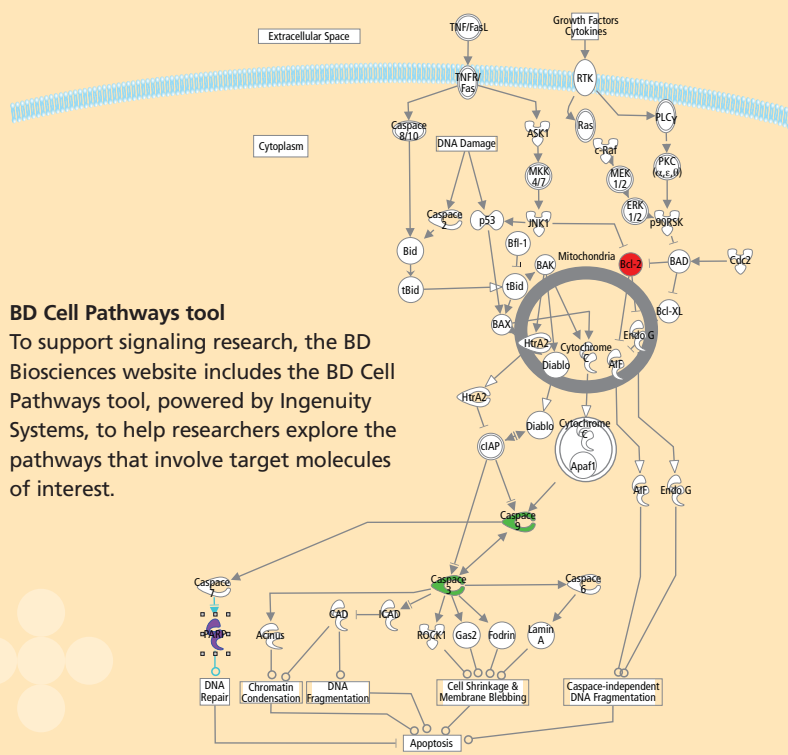 TNF/FasL
Growth Factors
Cytokines
Extracellular Space
TNFR/
Fas
RTK
Caspace
8/10
DNA Damage
ASK1
Ras
PLCγ
Cytoplasm
c-Raf
MKK
4/7
MEK
1/2
PKC
(α,ε,θ)
Caspace
2
p53
JNK1
ERK
1/2
p90RSK
Bid
Bfl-1
Mitochondria
BAK
Bcl-2
BAD
Cdc2
tBid
tBid
BAX
Bcl-XL
HtrA2
Cytochrome
C
Endo G
Diablo
AIF
BD Cell Pathways tool
To support signaling research, the BD
Biosciences website includes the BD Cell
Pathways tool, powered by Ingenuity
Systems, to help researchers explore the
pathways that involve target molecules
of interest.
HtrA2
Diablo
Cytochrome
C
cIAP
Apaf1
AIF
Endo G
Caspace
9
Caspace
7
Caspace
3
Caspace
6
PARP
Acinus
CAD
ICAD
ROCK1
Gas2
Fodrin
Lamin
A
DNA
Repair
Chromatin
Condensation
DNA
Fragmentation
Cell Shrinkage &
Membrane Blebbing
Caspace-independent
DNA Fragmentation
Apoptosis